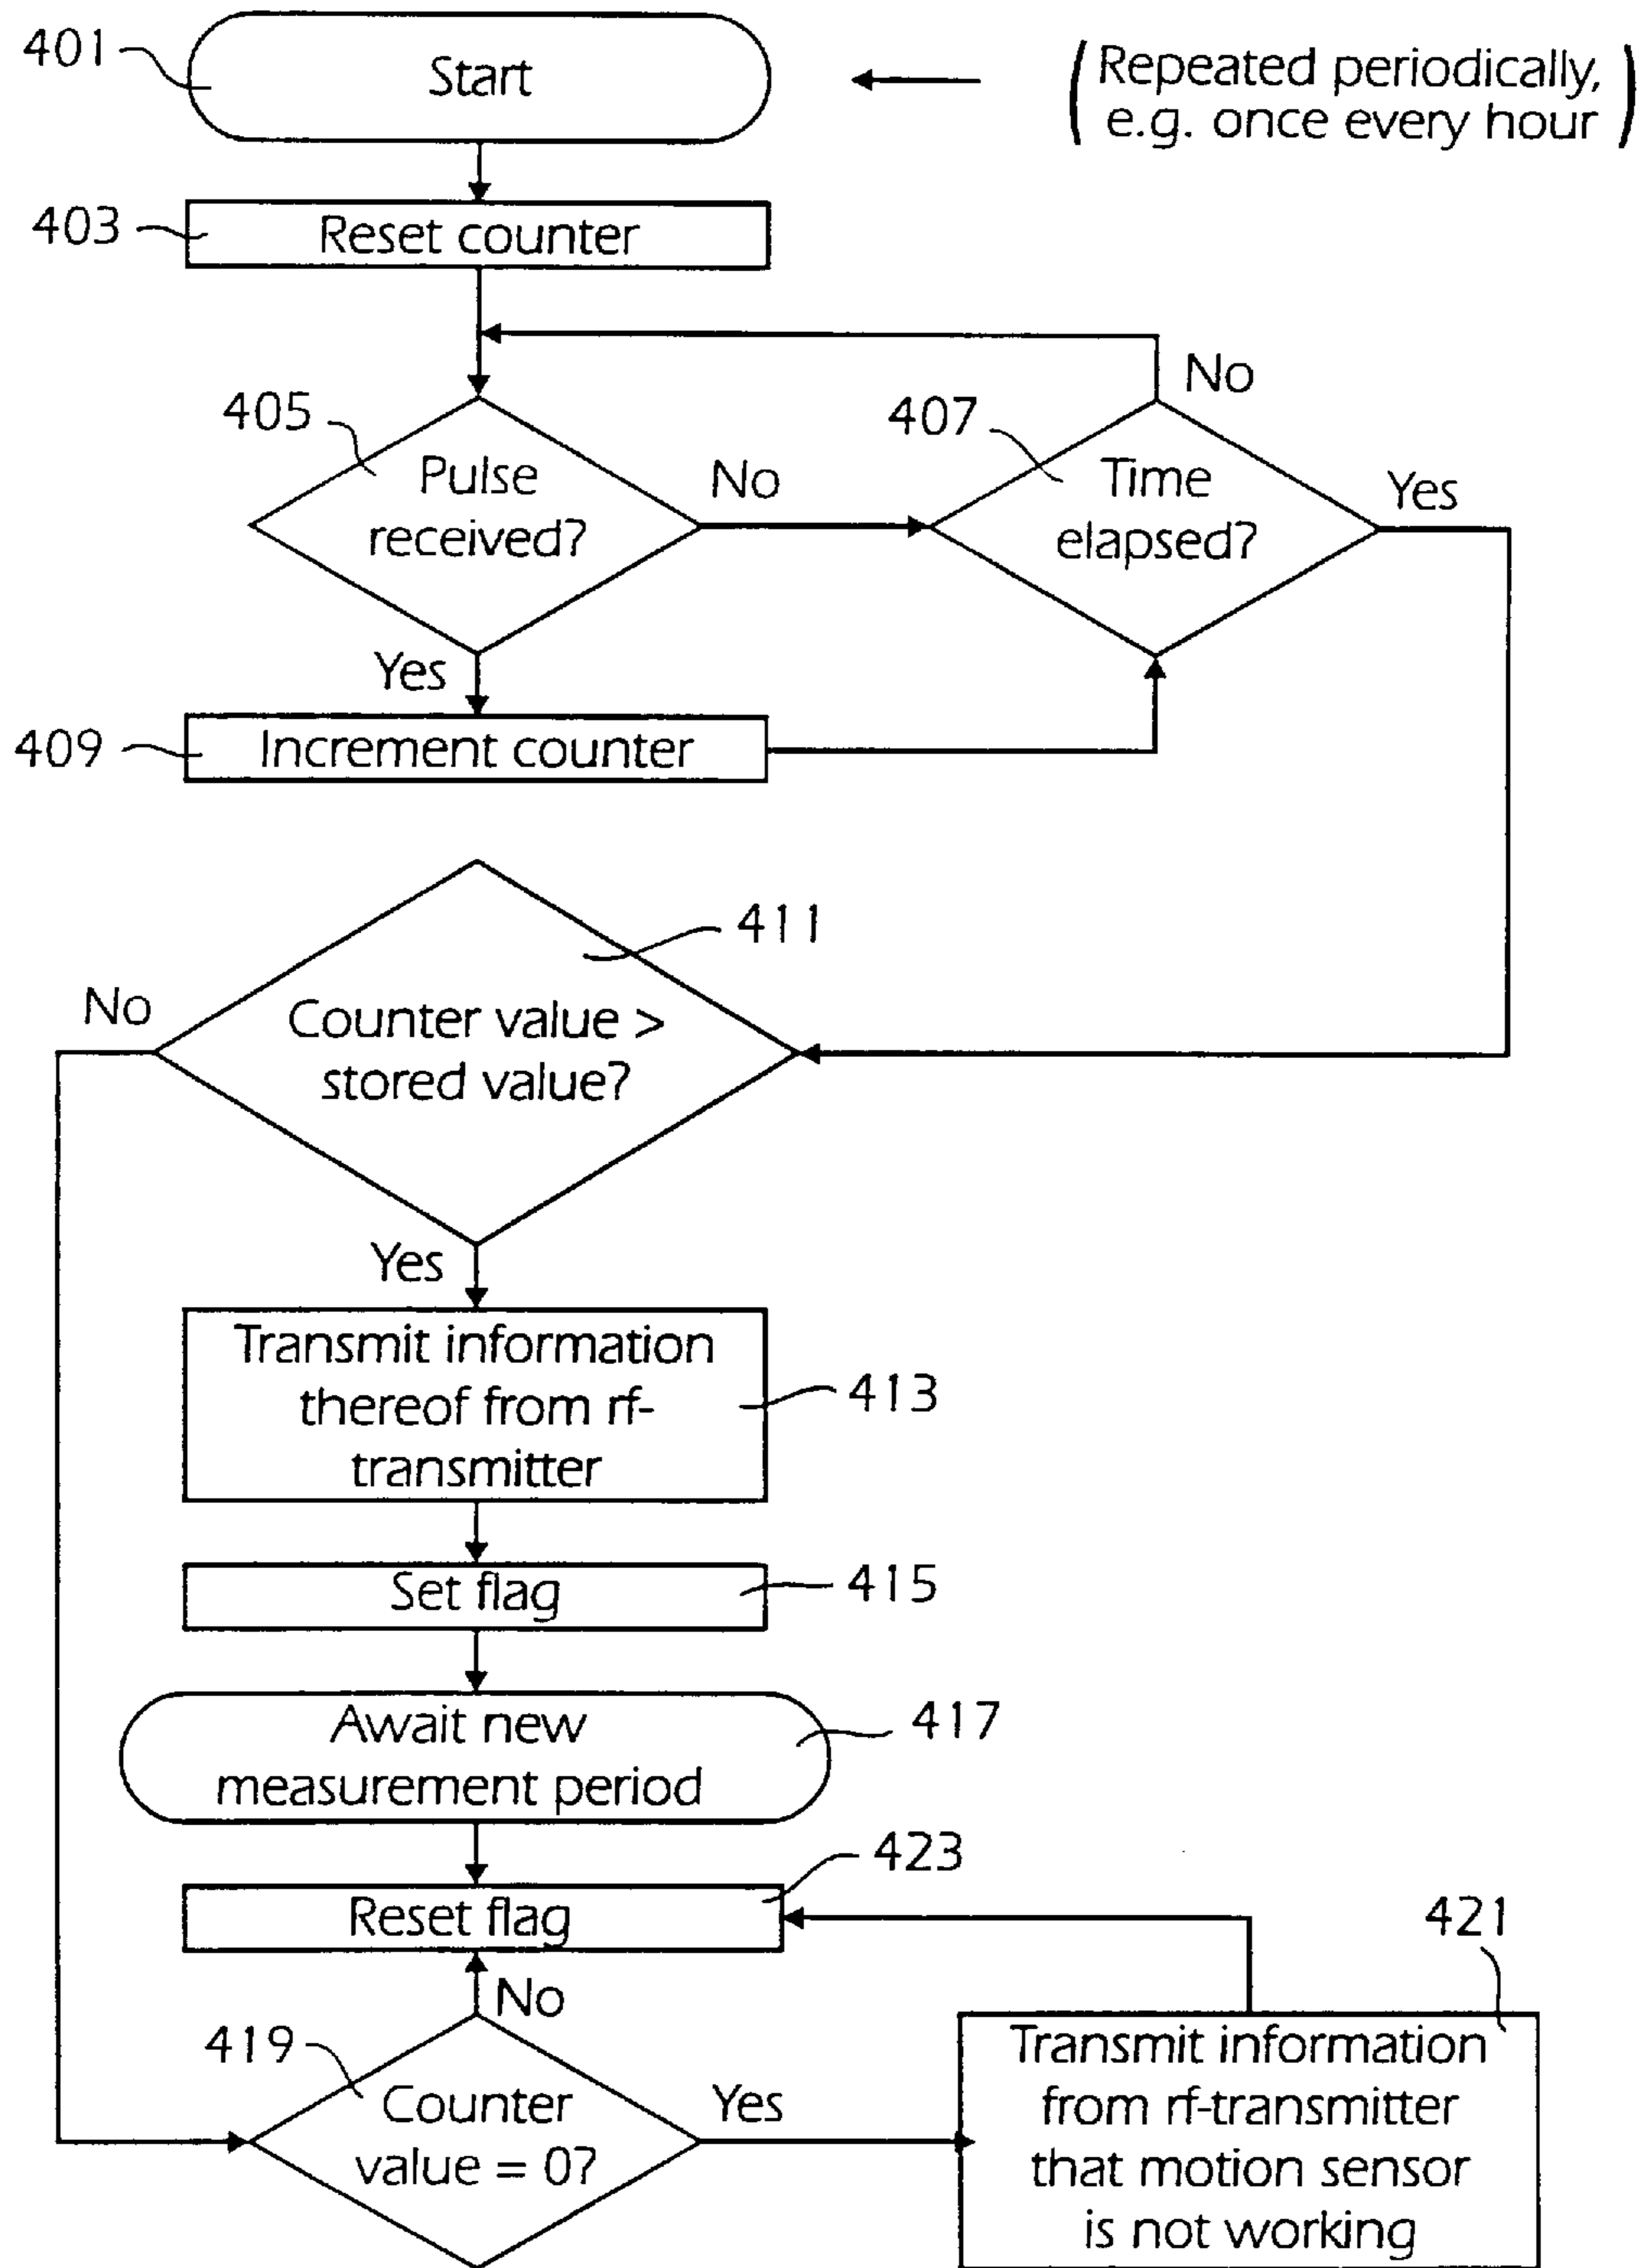 401
Start
(Repeated periodically,
e.g. once every hour)
403
Reset counter
No
405
407
Pulse
received?
No
Time
elapsed?
Yes
Yes
409
Increment counter
411
No
Counter value >
stored value?
Yes
Transmit information
thereof from rf-
transmitter
413
Set flag
415
Await new
measurement period
417
423
Reset flag
421
No
419
Counter
value = 0?
Yes
Transmit information
from rf-transmitter
that motion sensor
is not working